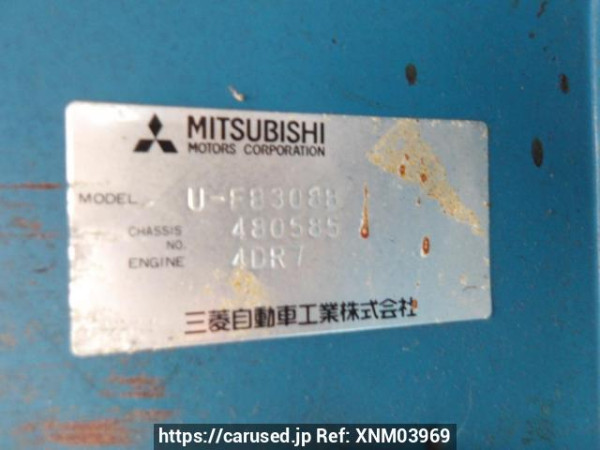 MITSUBISHI
MOTORS CORPORATION
MODEL
CHASSIS NO. 480585
ENGINE 4DR7
三菱自動車工業株式会社
https://carused.jp Ref: XNM03969